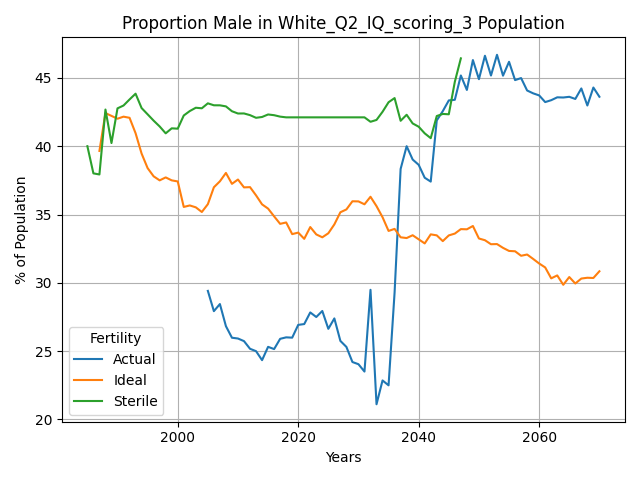 Proportion Male in White_Q2_IQ_scoring_3 Population
% of Population
45
40
35
30
25
20
Fertility
Actual
Ideal
Sterile
2000
2020
2040
2060
Years